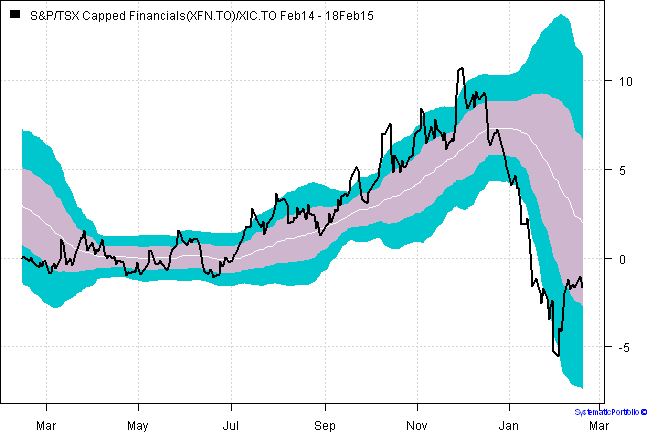 S&P/TSX Capped Financials(XFN.TO)/XIC.TO Feb14 - 18Feb15
10
5
0
-5
Mar May Jul Sep Nov Jan Mar
SystematicPortfolio ©